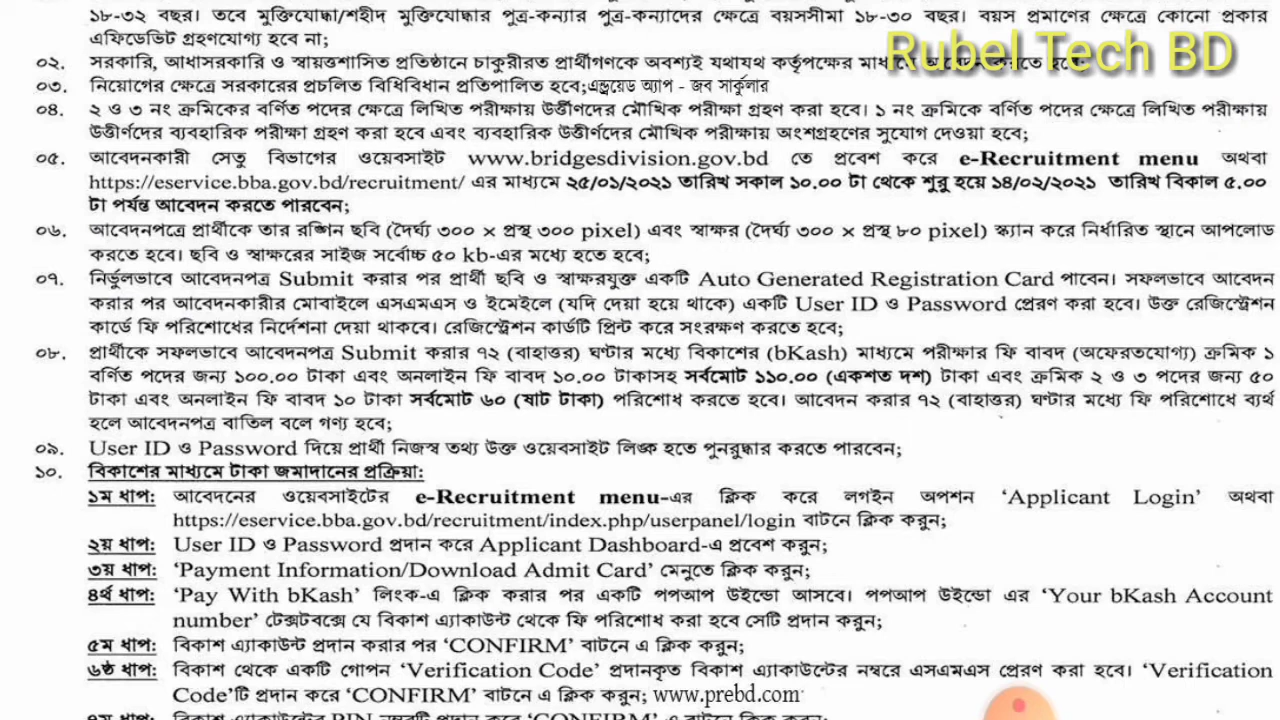 ১৮-৩২ বছর। তবে মুক্তিযোদ্ধা/শহীদ মুক্তিযোদ্ধার পুত্র-কন্যার পুত্র-কন্যাদের ক্ষেত্রে বয়সসীমা ১৮-৩০ বছর। বয়স প্রমাণের ক্ষেত্রে কোনো প্রকার
এফিডেভিট গ্রহণযোগ্য হবে না;
Rubel Tech BD
০২. সরকারি, আধাসরকারি ও স্বায়ত্তশাসিত প্রতিষ্ঠানে চাকুরীরত প্রার্থীগণকে অবশ্যই যথাযথ কর্তৃপক্ষের মাধ্যমে আবেদন করতে হবে
০৩. নিয়োগের ক্ষেত্রে সরকারের প্রচলিত বিধিবিধান প্রতিপালিত হবে;এন্ড্রয়েড অ্যাপ - জব সার্কুলার
০৪. ২ ও ৩ নং ক্রমিকের বর্ণিত পদের ক্ষেত্রে লিখিত পরীক্ষায় উর্ত্তীণদের মৌখিক পরীক্ষা গ্রহণ করা হবে। ১ নং ক্রমিকে বর্ণিত পদের ক্ষেত্রে লিখিত পরীক্ষায়
উত্তীর্ণদের ব্যবহারিক পরীক্ষা গ্রহণ করা হবে এবং ব্যবহারিক উত্তীর্ণদের মৌখিক পরীক্ষায় অংশগ্রহণের সুযোগ দেওয়া হবে;
০৫. আবেদনকারী সেতু বিভাগের ওয়েবসাইট www.bridgesdivision.gov.bd তে প্রবেশ করে e-Recruitment menu অথবা
https://eservice.bba.gov.bd/recruitment/ এর মাধ্যমে ২৫/০১/২০২১ তারিখ সকাল ১০.০০ টা থেকে শুরু হয়ে ১৪/০২/২০২১ তারিখ বিকাল ৫.০০
টা পর্যন্ত আবেদন করতে পারবেন;
০৬. আবেদনপত্রে প্রার্থীকে তার রঙ্গিন ছবি (দৈর্ঘ্য ৩০০ × প্রস্থ ৩০০ pixel) এবং স্বাক্ষর (দৈর্ঘ্য ৩০০ × প্রস্থ ৮০ pixel) স্ক্যান করে নির্ধারিত স্থানে আপলোড
করতে হবে। ছবি ও স্বাক্ষরের সাইজ সর্বোচ্চ ৫০ kb-এর মধ্যে হতে হবে;
০৭. নির্ভুলভাবে আবেদনপত্র Submit করার পর প্রার্থী ছবি ও স্বাক্ষরযুক্ত একটি Auto Generated Registration Card পাবেন। সফলভাবে আবেদন
করার পর আবেদনকারীর মোবাইলে এসএমএস ও ইমেইলে (যদি দেয়া হয়ে থাকে) একটি User ID ও Password প্রেরণ করা হবে। উক্ত রেজিস্ট্রেশন
কার্ডে ফি পরিশোধের নির্দেশনা দেয়া থাকবে। রেজিস্ট্রেশন কার্ডটি প্রিন্ট করে সংরক্ষণ করতে হবে;
০৮. প্রার্থীকে সফলভাবে আবেদনপত্র Submit করার ৭২ (বাহাত্তর) ঘণ্টার মধ্যে বিকাশের (bKash) মাধ্যমে পরীক্ষার ফি বাবদ (অফেরতযোগ্য) ক্রমিক ১
বর্ণিত পদের জন্য ১০০.০০ টাকা এবং অনলাইন ফি বাবদ ১০.০০ টাকাসহ সর্বমোট ১১০.০০ (একশত দশ) টাকা এবং ক্রমিক ২ ও ৩ পদের জন্য ৫০
টাকা এবং অনলাইন ফি বাবদ ১০ টাকা সর্বমোট ৬০ (ষাট টাকা) পরিশোধ করতে হবে। আবেদন করার ৭২ (বাহাত্তর) ঘণ্টার মধ্যে ফি পরিশোধে ব্যর্থ
হলে আবেদনপত্র বাতিল বলে গণ্য হবে;
০৯. User ID ও Password দিয়ে প্রার্থী নিজস্ব তথ্য উক্ত ওয়েবসাইট লিঙ্ক হতে পুনরুদ্ধার করতে পারবেন;
১০. বিকাশের মাধ্যমে টাকা জমাদানের প্রক্রিয়া:
১ম ধাপ: আবেদনের ওয়েবসাইটের e-Recruitment menu-এর ক্লিক করে লগইন অপশন ‘Applicant Login’ অথবা
https://eservice.bba.gov.bd/recruitment/index.php/userpanel/login বাটনে ক্লিক করুন;
২য় ধাপ: User ID ও Password প্রদান করে Applicant Dashboard-এ প্রবেশ করুন;
৩য় ধাপ: ‘Payment Information/Download Admit Card’ মেনুতে ক্লিক করুন;
৪র্থ ধাপ: ‘Pay With bKash’ লিংক-এ ক্লিক করার পর একটি পপআপ উইন্ডো আসবে। পপআপ উইন্ডো এর ‘Your bKash Account
number’ টেক্সটবক্সে যে বিকাশ এ্যাকাউন্ট থেকে ফি পরিশোধ করা হবে সেটি প্রদান করুন;
৫ম ধাপ: বিকাশ এ্যাকাউন্ট প্রদান করার পর ‘CONFIRM’ বাটনে এ ক্লিক করুন;
৬ষ্ঠ ধাপ: বিকাশ থেকে একটি গোপন ‘Verification Code’ প্রদানকৃত বিকাশ এ্যাকাউন্টের নম্বরে এসএমএস প্রেরণ করা হবে। ‘Verification
Code’টি প্রদান করে ‘CONFIRM’ বাটনে এ ক্লিক করুন; www.prebd.com